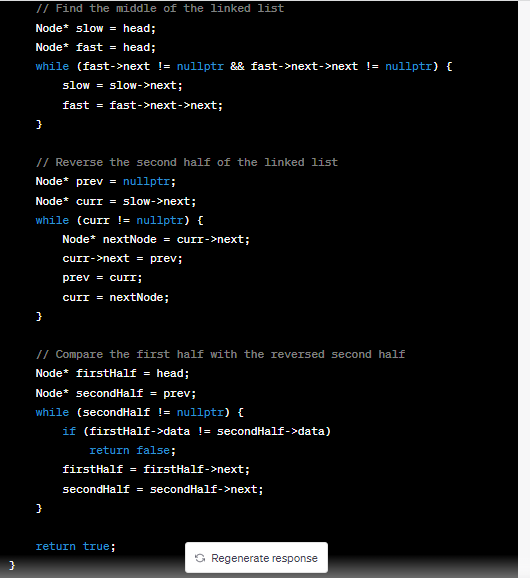 // Find the middle of the linked list
Node* slow = head;
Node* fast = head;
while (fast->next != nullptr && fast->next->next != nullptr) {
slow = slow->next;
fast = fast->next->next;
}
// Reverse the second half of the linked list
Node* prev = nullptr;
Node* curr = slow->next;
while (curr != nullptr) {
Node* nextNode = curr->next;
curr->next = prev;
prev = curr;
curr = nextNode;
}
// Compare the first half with the reversed second half
Node* firstHalf = head;
Node* secondHalf = prev;
while (secondHalf != nullptr) {
if (firstHalf->data != secondHalf->data)
return false;
firstHalf = firstHalf->next;
secondHalf = secondHalf->next;
}
return true;
Regenerate response
}